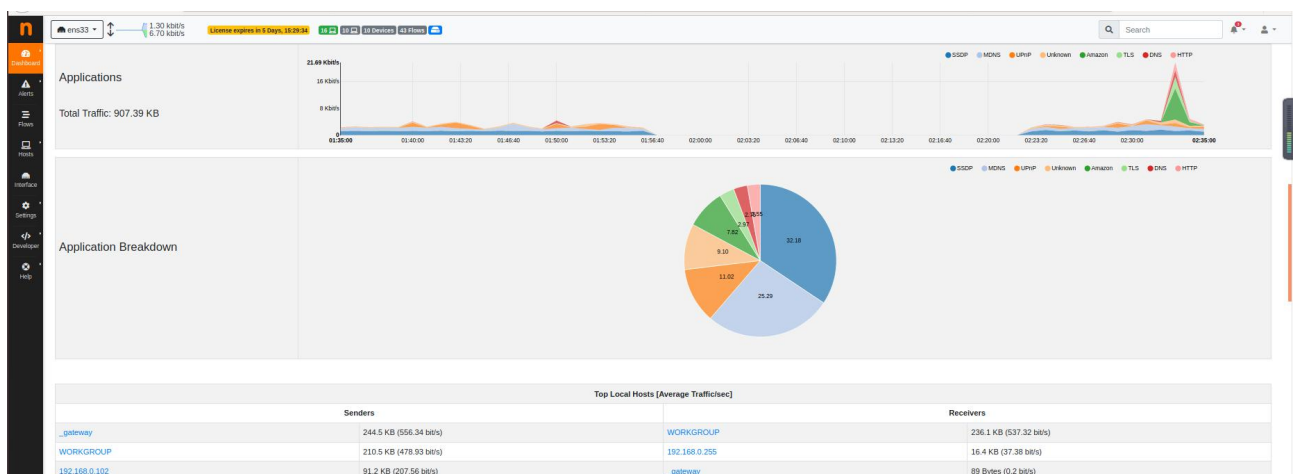 n
ens33
1.30 kbit/s
6.70 kbit/s
License expires in 5 Days, 15:29:34
16
10
10 Devices
43 Flows
Search
Dashboard
Alerts
Flows
Hosts
Interface
Settings
Developer
Help
Applications
Total Traffic: 907.39 KB
SSDP MDNS UPnP Unknown Amazon TLS DNS HTTP
21.69 Kbit/s
16 Kbit/s
8 Kbit/s
0
01:35:00 01:40:00 01:43:20 01:46:40 01:50:00 01:53:20 01:56:40 02:00:00 02:03:20 02:06:40 02:10:00 02:13:20 02:16:40 02:20:00 02:23:20 02:26:40 02:30:00 02:35:00
Application Breakdown
SSDP MDNS UPnP Unknown Amazon TLS DNS HTTP
32.18
25.29
11.02
9.10
7.82
2.97
Top Local Hosts [Average Traffic/sec]
Senders Receivers
_gateway 244.5 KB (556.34 bit/s) WORKGROUP 236.1 KB (537.32 bit/s)
WORKGROUP 210.5 KB (478.93 bit/s) 192.168.0.255 16.4 KB (37.38 bit/s)
192.168.0.102 91.2 KB (207.56 bit/s) _gateway 89 Bytes (0.2 bit/s)